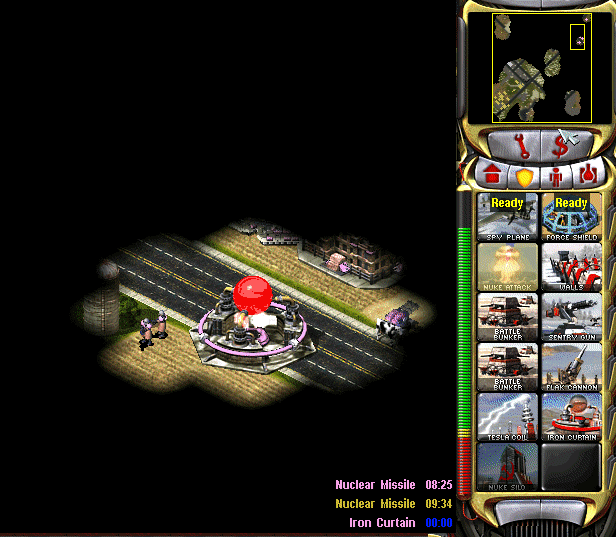 Ready
Ready
SPY PLANE
FORCE SHIELD
NUKE ATTACK
WALLS
BATTLE BUNKER
SENTRY GUN
BATTLE BUNKER
FLAK CANNON
TESLA COIL
IRON CURTAIN
NUKE SILO
Nuclear Missile 08:25
Nuclear Missile 09:34
Iron Curtain 00:00